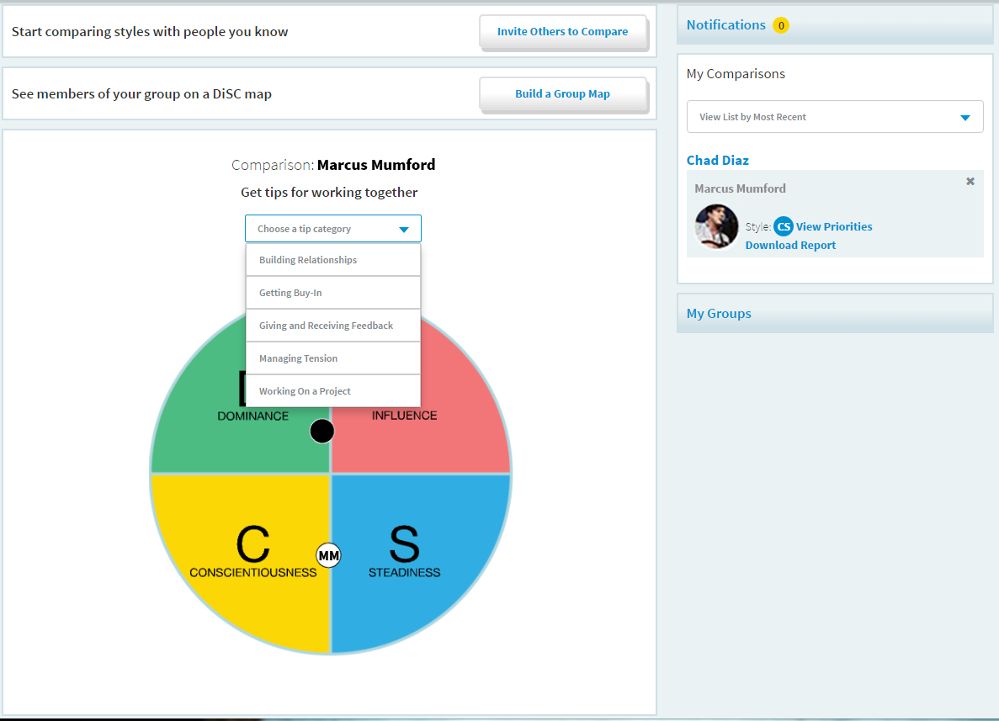 Start comparing styles with people you know
Invite Others to Compare
See members of your group on a DiSC map
Build a Group Map
Comparison: Marcus Mumford
Get tips for working together
Choose a tip category
Building Relationships
Getting Buy-In
Giving and Receiving Feedback
Managing Tension
Working On a Project
DOMINANCE
INFLUENCE
C
CONSCIENTIOUSNESS
MM
S
STEADINESS
Notifications 0
My Comparisons
View List by Most Recent
Chad Diaz
Marcus Mumford
Style: CS View Priorities
Download Report
My Groups